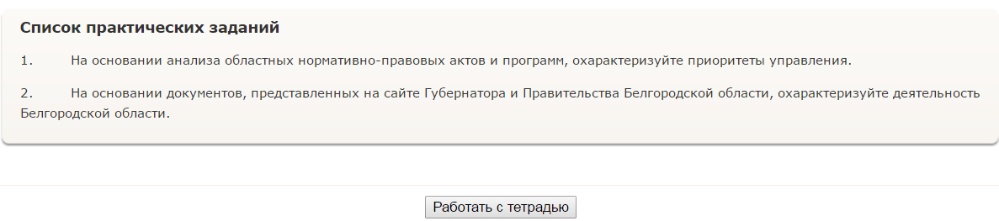 Список практических заданий
1. На основании анализа областных нормативно-правовых актов и программ, охарактеризуйте приоритеты управления.
2. На основании документов, представленных на сайте Губернатора и Правительства Белгородской области, охарактеризуйте деятельность
Белгородской области.
Работать с тетрадью